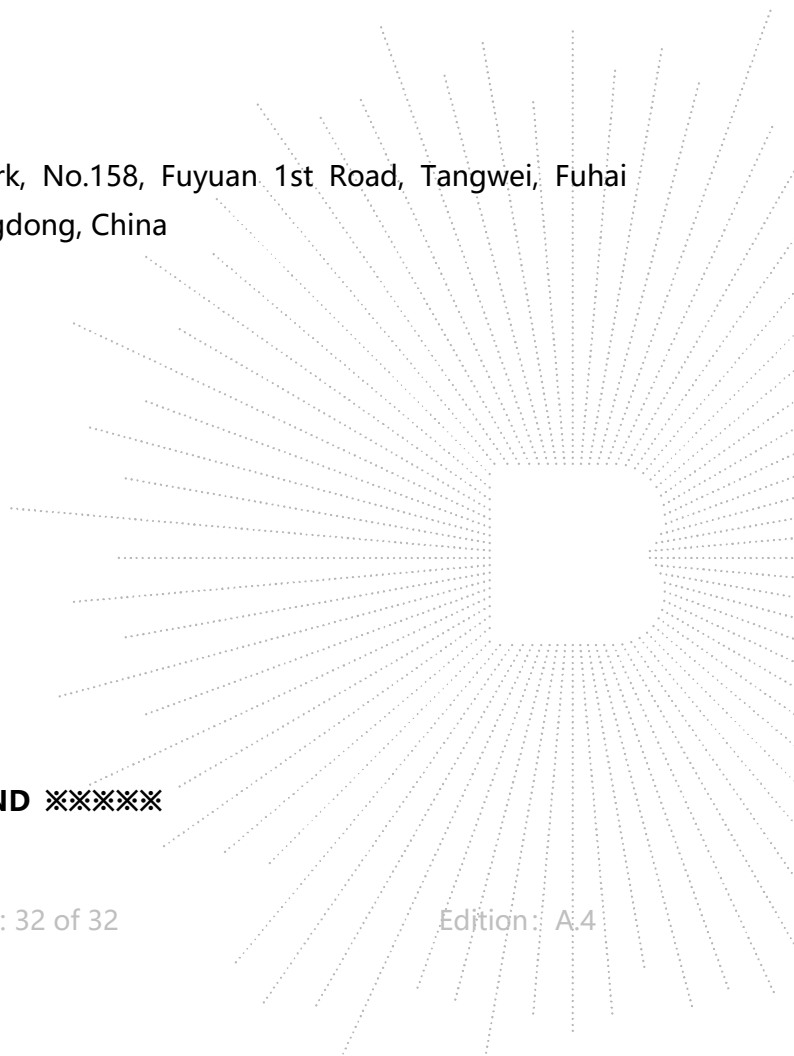 rk, No.158, Fuyuan 1st Road, Tangwei, Fuhai
gdong, China
ND ※※※※※
: 32 of 32 Edition：A.4